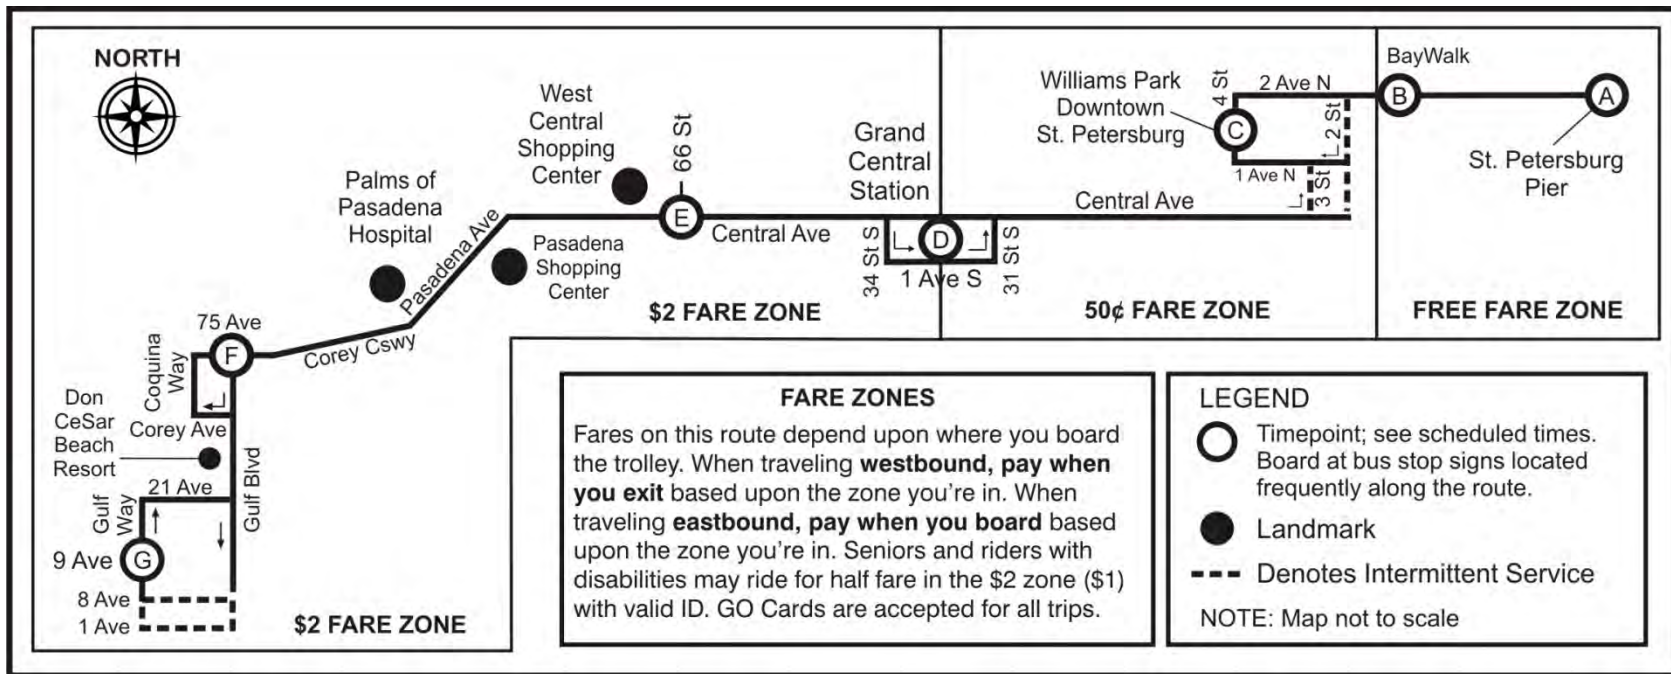 NORTH
West
Central
Shopping
Center
66 St
Palms of
Pasadena
Hospital
Pasadena Ave
Pasadena
Shopping
Center
E
Central Ave
Grand
Central
Station
34 St S
D
31 St S
1 Ave S
Williams Park
Downtown
St. Petersburg
4 St
2 Ave N
C
2 St
1 Ave N
3 St
Central Ave
BayWalk
B
A
St. Petersburg
Pier
$2 FARE ZONE
50¢ FARE ZONE
FREE FARE ZONE
75 Ave
F
Corey Cswy
Coquina
Way
Don
CeSar
Beach
Resort
Corey Ave
21 Ave
Gulf
Way
Gulf Blvd
9 Ave
G
8 Ave
1 Ave
$2 FARE ZONE
FARE ZONES
Fares on this route depend upon where you board
the trolley. When traveling westbound, pay when
you exit based upon the zone you're in. When
traveling eastbound, pay when you board based
upon the zone you're in. Seniors and riders with
disabilities may ride for half fare in the $2 zone ($1)
with valid ID. GO Cards are accepted for all trips.
LEGEND
Timepoint; see scheduled times.
Board at bus stop signs located
frequently along the route.
Landmark
Denotes Intermittent Service
NOTE: Map not to scale